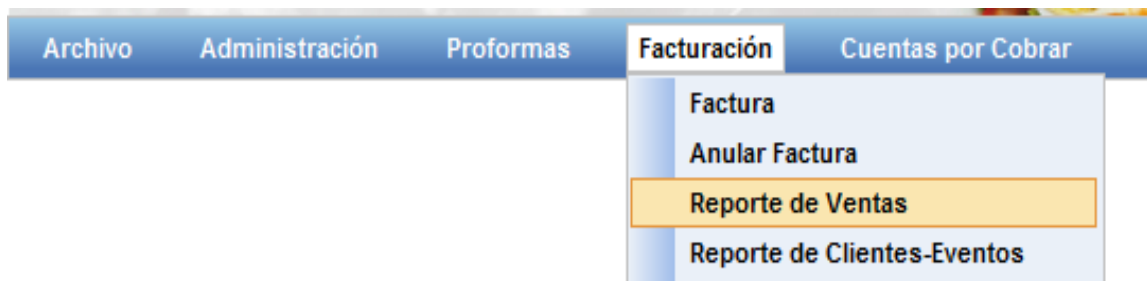 Archivo Administración Proformas Facturación Cuentas por Cobrar
Factura
Anular Factura
Reporte de Ventas
Reporte de Clientes-Eventos